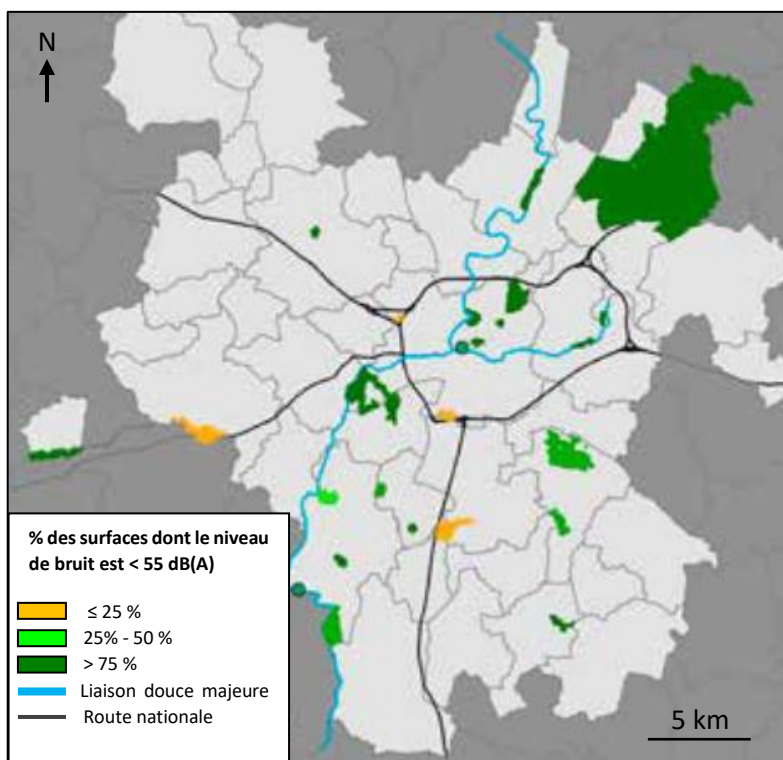 N
% des surfaces dont le niveau
de bruit est < 55 dB(A)
≤ 25 %
25% - 50 %
> 75 %
Liaison douce majeure
Route nationale
5 km